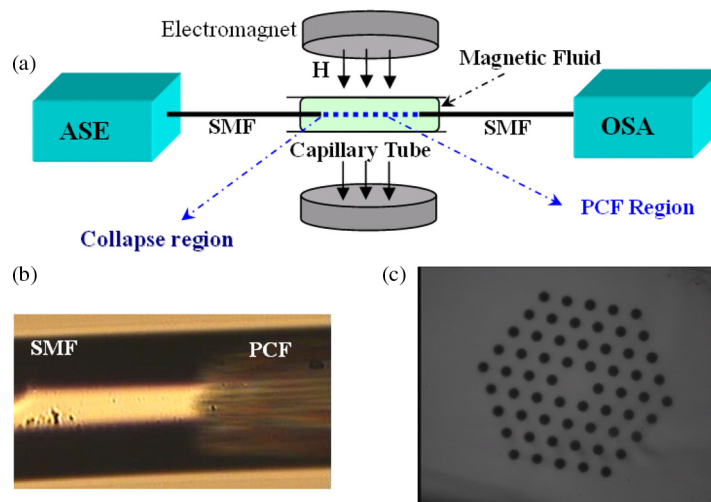 Electromagnet
(a)
H
Magnetic Fluid
ASE
SMF
SMF
OSA
Capillary Tube
PCF Region
Collapse region
(b)
(c)
SMF
PCF